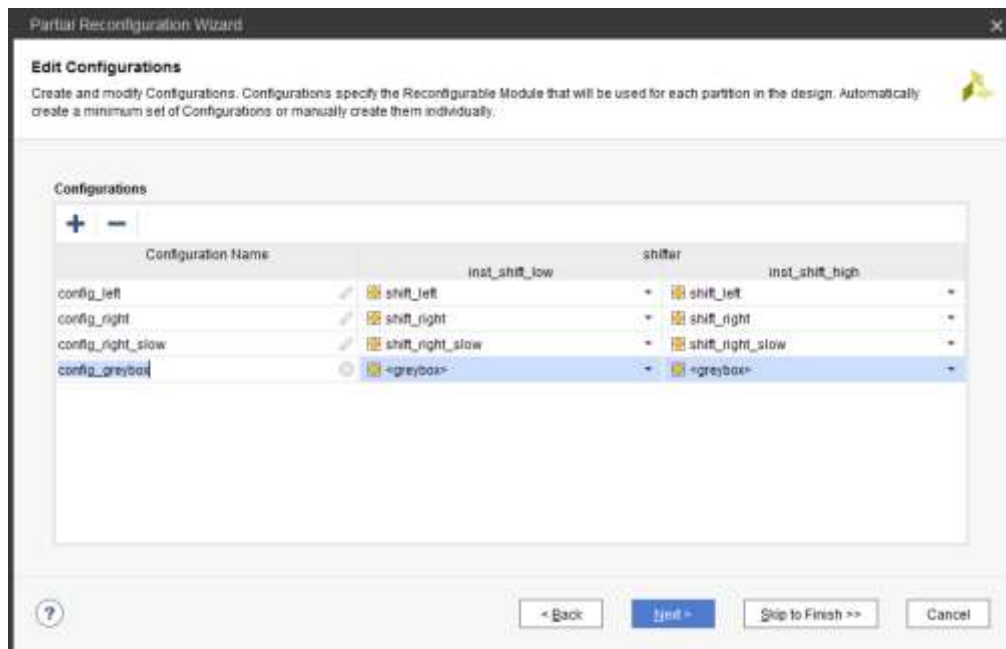 Partial Reconfiguration Wizard
Edit Configurations
Create and modify Configurations. Configurations specify the Reconfigurable Module that will be used for each partition in the design. Automatically
create a minimum set of Configurations or manually create them individually.
Configurations
Configuration Name shifter
inst_shift_low inst_shift_high
config_left shift_left shift_left
config_right shift_right shift_right
config_right_slow shift_right_slow shift_right_slow
config_greybox <greybox> <greybox>
? < Back Next > Skip to Finish >> Cancel